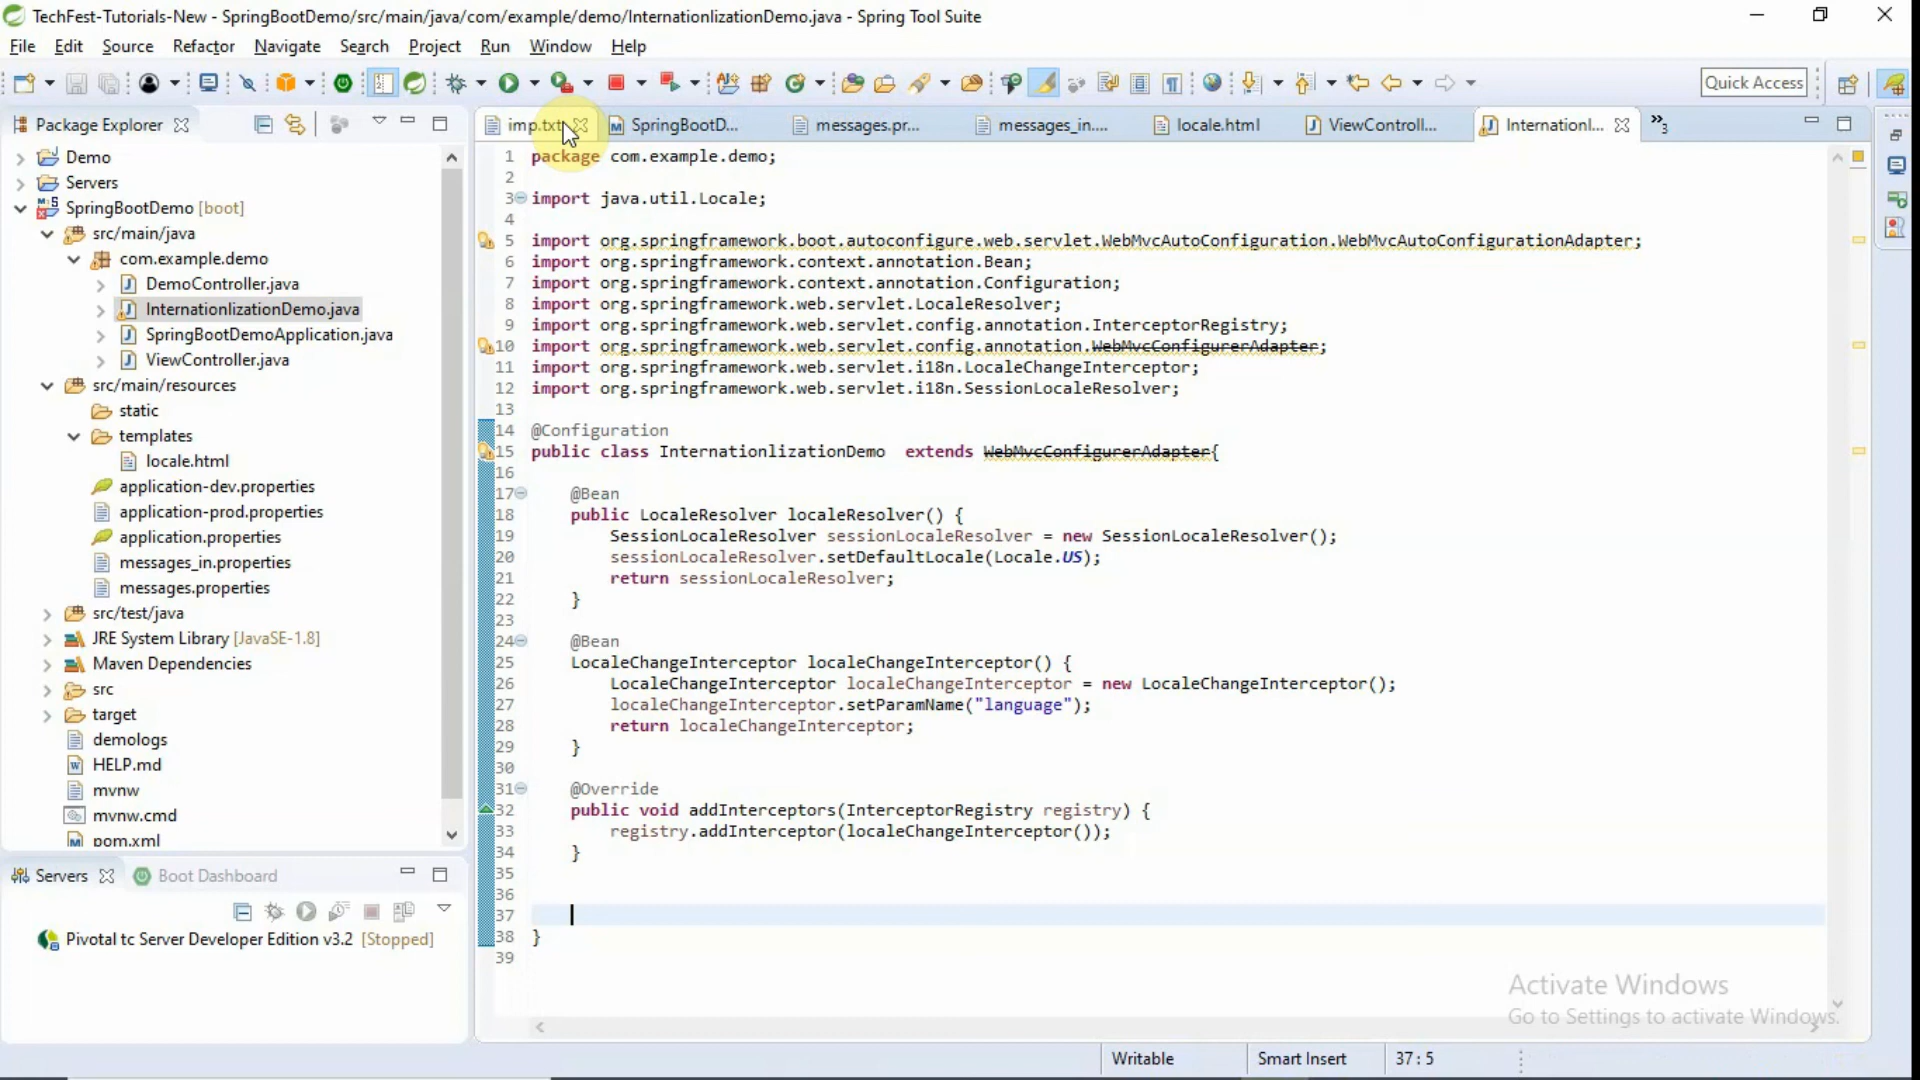 TechFest-Tutorials-New - SpringBootDemo/src/main/java/com/example/demo/InternationlizationDemo.java - Spring Tool Suite
File Edit Source Refactor Navigate Search Project Run Window Help
Quick Access
Package Explorer
imp.txt SpringBootD... messages.pr... messages_in.... locale.html ViewControll... Internationl... »3
Demo
Servers
SpringBootDemo [boot]
src/main/java
com.example.demo
DemoController.java
InternationlizationDemo.java
SpringBootDemoApplication.java
ViewController.java
src/main/resources
static
templates
locale.html
application-dev.properties
application-prod.properties
application.properties
messages_in.properties
messages.properties
src/test/java
JRE System Library [JavaSE-1.8]
Maven Dependencies
src
target
demologs
HELP.md
mvnw
mvnw.cmd
pom.xml
1 package com.example.demo;
2
3 import java.util.Locale;
4
5 import org.springframework.boot.autoconfigure.web.servlet.WebMvcAutoConfiguration.WebMvcAutoConfigurationAdapter;
6 import org.springframework.context.annotation.Bean;
7 import org.springframework.context.annotation.Configuration;
8 import org.springframework.web.servlet.LocaleResolver;
9 import org.springframework.web.servlet.config.annotation.InterceptorRegistry;
10 import org.springframework.web.servlet.config.annotation.WebMvcConfigurerAdapter;
11 import org.springframework.web.servlet.i18n.LocaleChangeInterceptor;
12 import org.springframework.web.servlet.i18n.SessionLocaleResolver;
13
14 @Configuration
15 public class InternationlizationDemo extends WebMvcConfigurerAdapter{
16
17 @Bean
18 public LocaleResolver localeResolver() {
19 SessionLocaleResolver sessionLocaleResolver = new SessionLocaleResolver();
20 sessionLocaleResolver.setDefaultLocale(Locale.US);
21 return sessionLocaleResolver;
22 }
23
24 @Bean
25 LocaleChangeInterceptor localeChangeInterceptor() {
26 LocaleChangeInterceptor localeChangeInterceptor = new LocaleChangeInterceptor();
27 localeChangeInterceptor.setParamName("language");
28 return localeChangeInterceptor;
29 }
30
31 @Override
32 public void addInterceptors(InterceptorRegistry registry) {
33 registry.addInterceptor(localeChangeInterceptor());
34 }
35
36
37
38 }
39
Servers Boot Dashboard
Pivotal tc Server Developer Edition v3.2 [Stopped]
Activate Windows
Go to Settings to activate Windows.
Writable Smart Insert 37:5